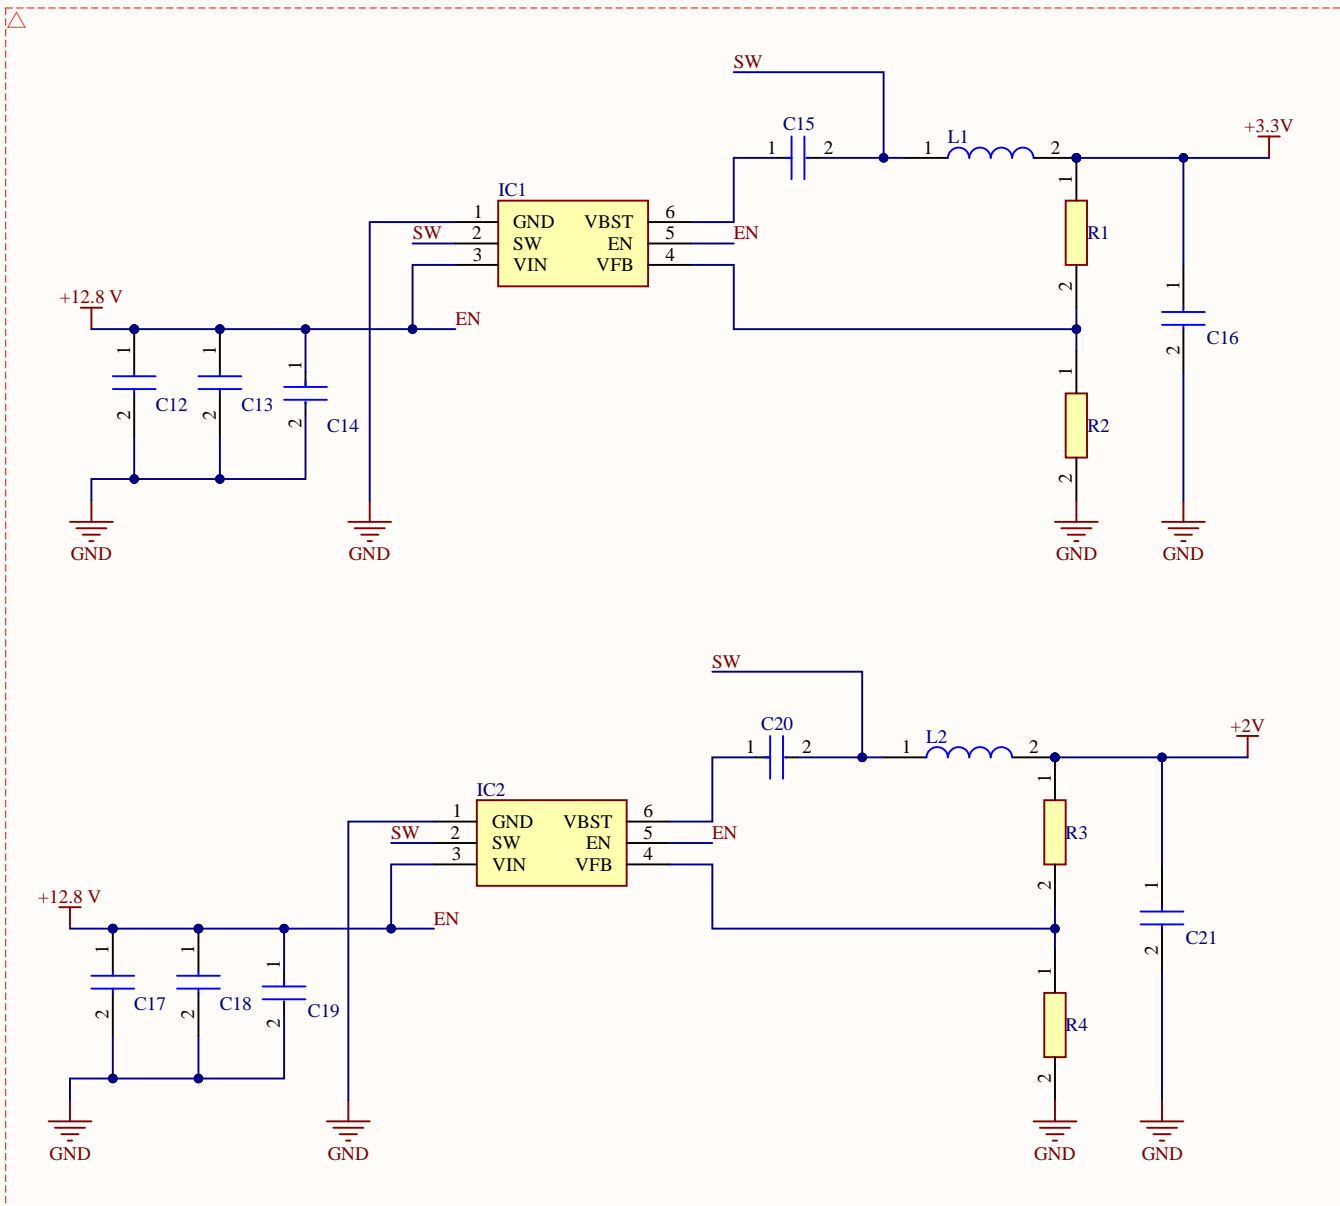 SW
C15
1 2
1 L1 2
+3.3V
IC1
1 GND VBST 6
SW 2 SW EN 5 EN
3 VIN VFB 4
1
R1
2
+12.8 V
EN
1
2
C12
1
2
C13
1
2
C14
1
2
C16
1
R2
2
GND
GND
GND
GND
SW
C20
1 2
1 L2 2
+2V
IC2
1 GND VBST 6
SW 2 SW EN 5 EN
3 VIN VFB 4
1
R3
2
+12.8 V
EN
1
2
C17
1
2
C18
1
2
C19
1
2
C21
1
R4
2
GND
GND
GND
GND